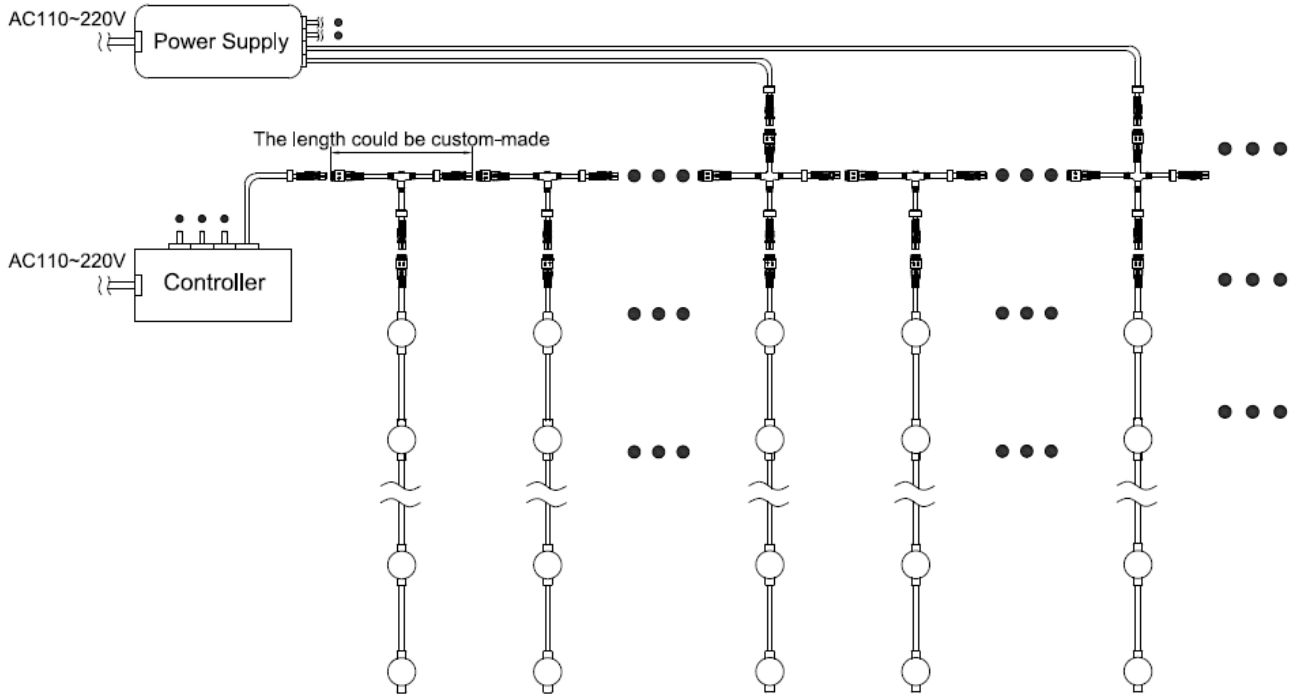 AC110~220V
Power Supply
The length could be custom-made
AC110~220V
Controller